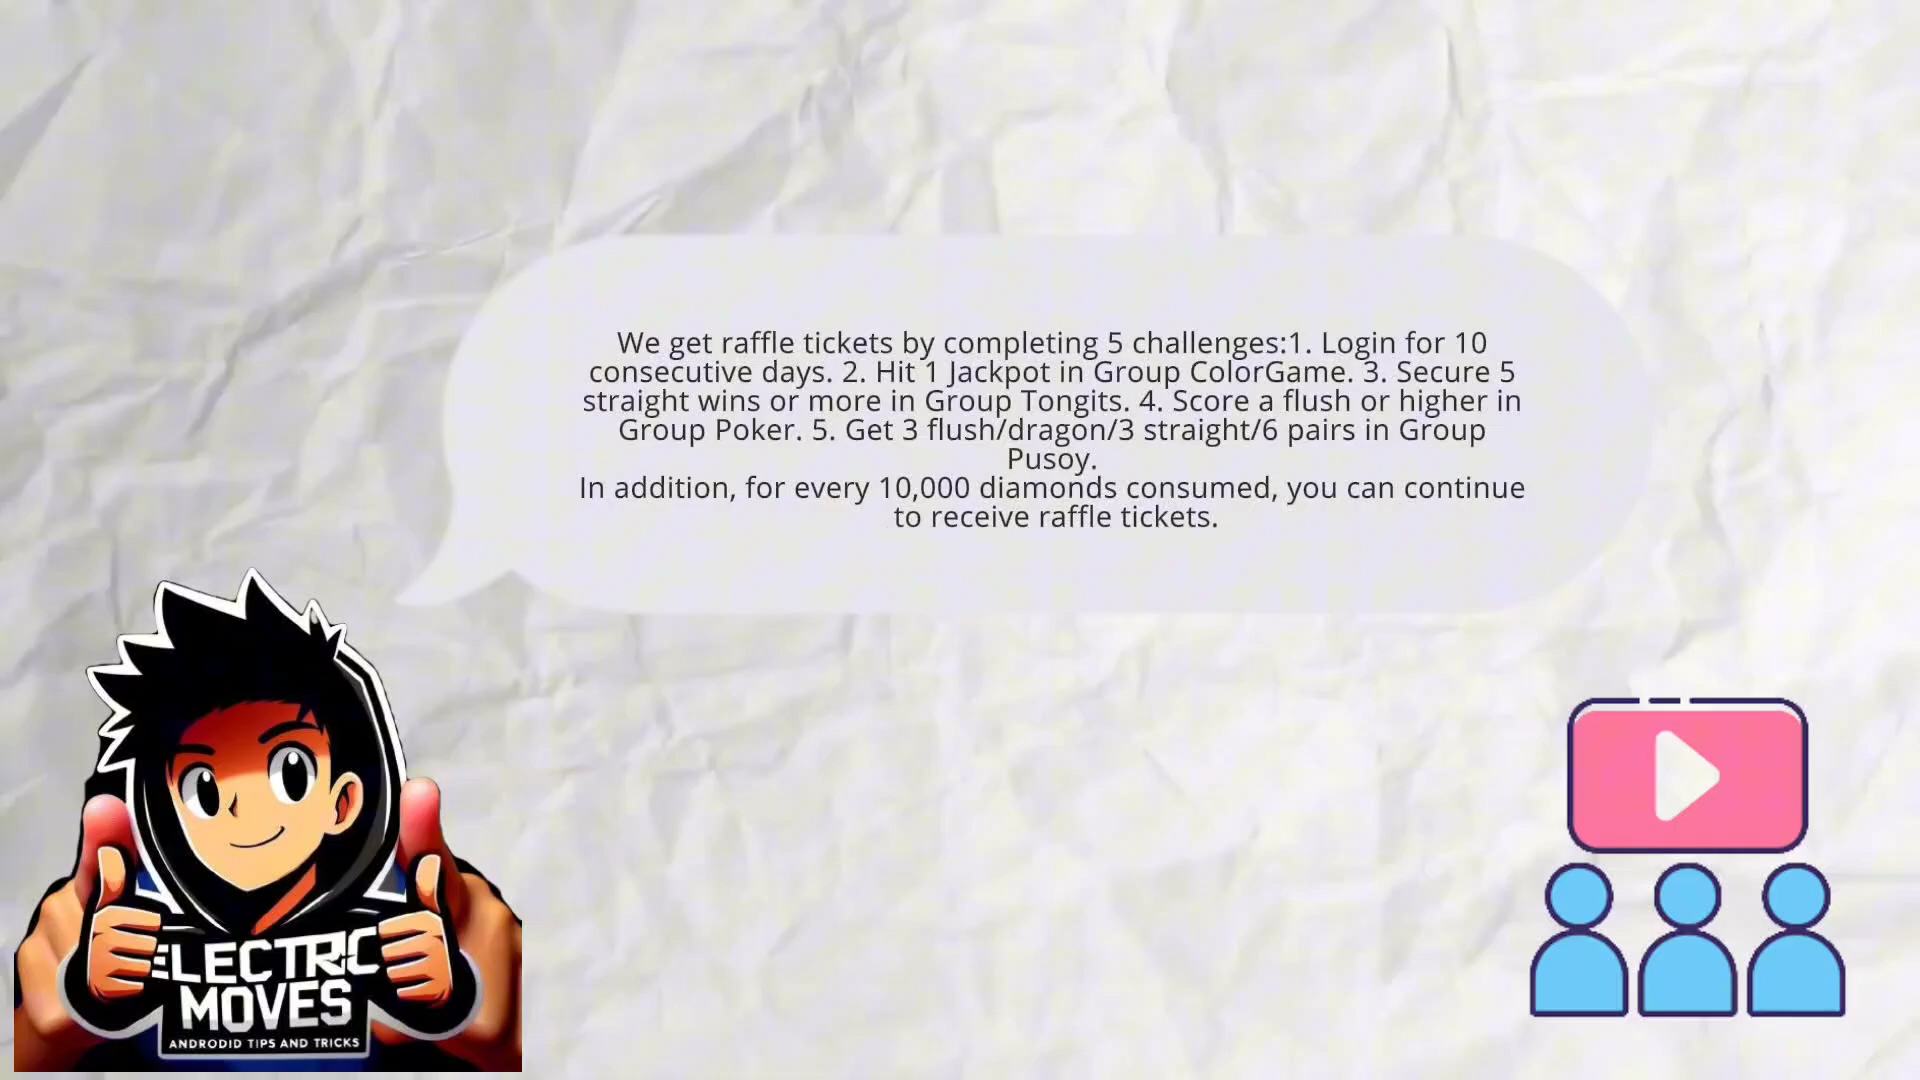 We get raffle tickets by completing 5 challenges:1. Login for 10
consecutive days. 2. Hit 1 Jackpot in Group ColorGame. 3. Secure 5
straight wins or more in Group Tongits. 4. Score a flush or higher in
Group Poker. 5. Get 3 flush/dragon/3 straight/6 pairs in Group
Pusoy.
In addition, for every 10,000 diamonds consumed, you can continue
to receive raffle tickets.
ELECTRIC
MOVES
ANDRODID TIPS AND TRICKS